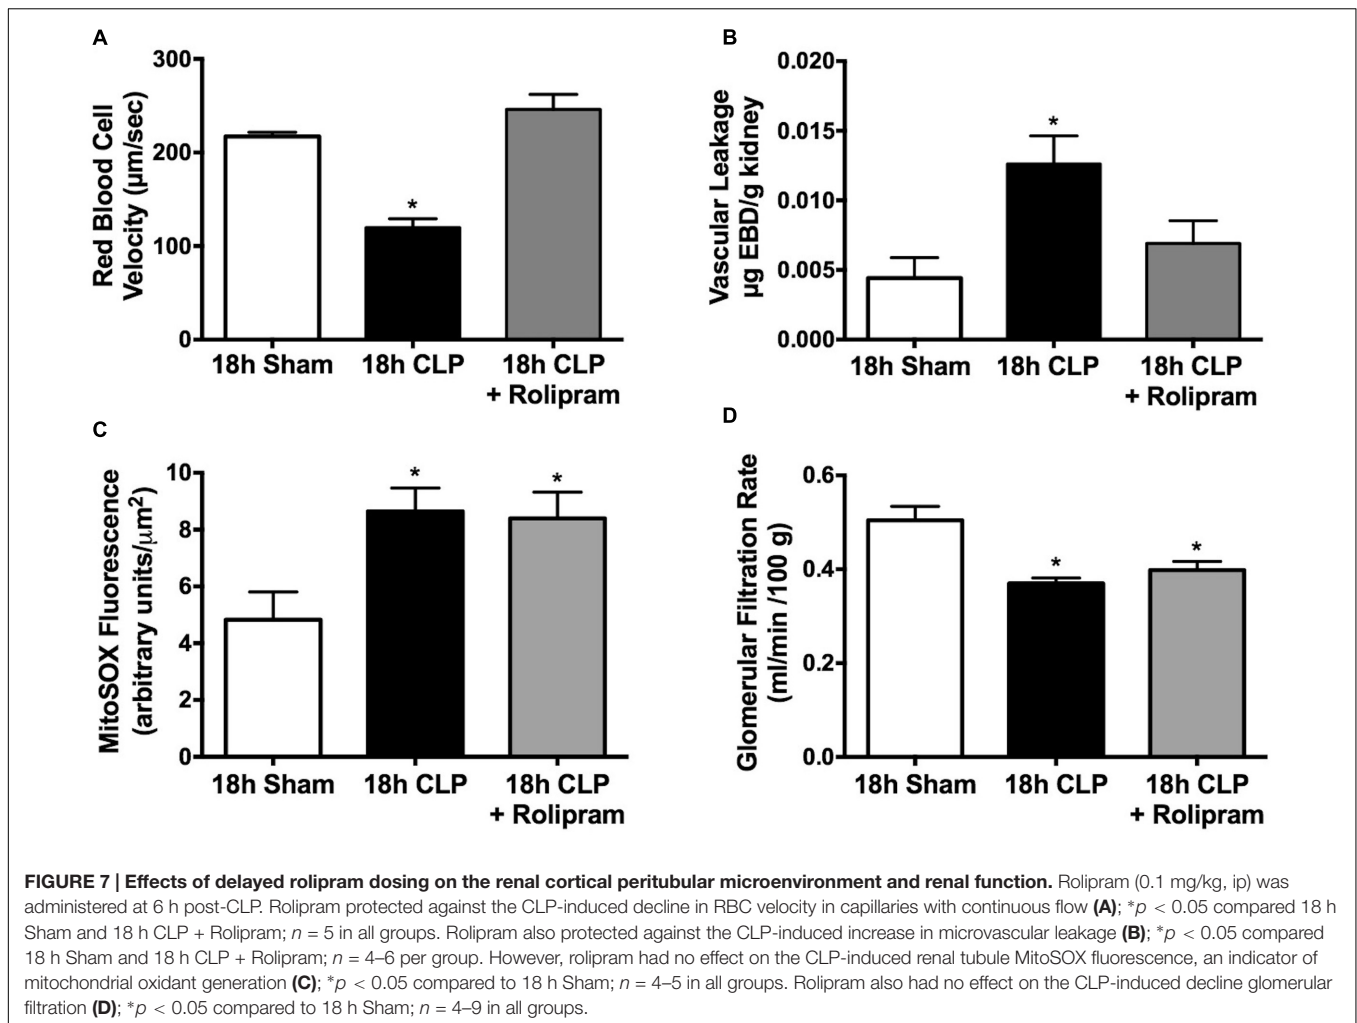 A
300
200
100
0
Red Blood Cell
Velocity (µm/sec)
*
18h Sham
18h CLP
18h CLP
+ Rolipram
B
0.020
0.015
0.010
0.005
0.000
Vascular Leakage
µg EBD/g kidney
*
18h Sham
18h CLP
18h CLP
+ Rolipram
C
10
8
6
4
2
0
MitoSOX Fluorescence
(arbitrary units/µm²)
*
*
18h Sham
18h CLP
18h CLP
+ Rolipram
D
0.6
0.4
0.2
0.0
Glomerular Filtration Rate
(ml/min /100 g)
*
*
18h Sham
18h CLP
18h CLP
+ Rolipram
FIGURE 7 | Effects of delayed rolipram dosing on the renal cortical peritubular microenvironment and renal function. Rolipram (0.1 mg/kg, ip) was
administered at 6 h post-CLP. Rolipram protected against the CLP-induced decline in RBC velocity in capillaries with continuous flow (A); *p < 0.05 compared 18 h
Sham and 18 h CLP + Rolipram; n = 5 in all groups. Rolipram also protected against the CLP-induced increase in microvascular leakage (B); *p < 0.05 compared
18 h Sham and 18 h CLP + Rolipram; n = 4–6 per group. However, rolipram had no effect on the CLP-induced renal tubule MitoSOX fluorescence, an indicator of
mitochondrial oxidant generation (C); *p < 0.05 compared to 18 h Sham; n = 4–5 in all groups. Rolipram also had no effect on the CLP-induced decline glomerular
filtration (D); *p < 0.05 compared to 18 h Sham; n = 4–9 in all groups.